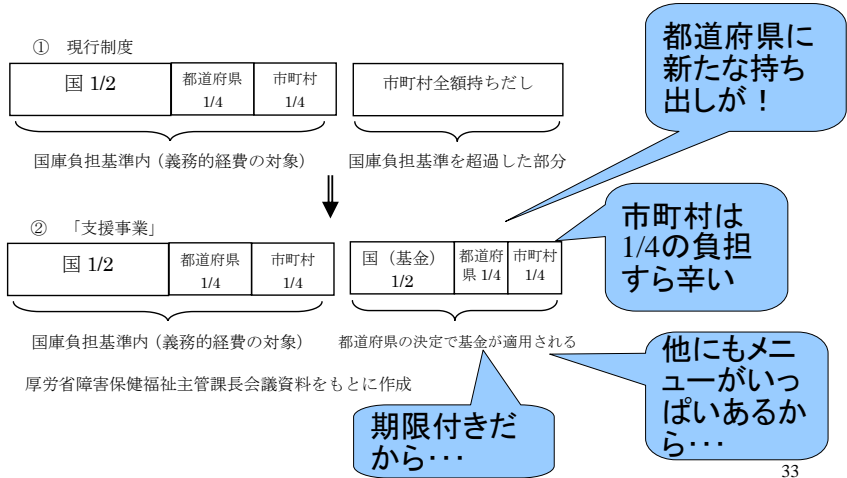 ① 現行制度
国 1/2
都道府県
1/4
市町村
1/4
市町村全額持ちだし
国庫負担基準内（義務的経費の対象）
国庫負担基準を超過した部分
都道府県に
新たな持ち
出しが！
② 「支援事業」
国 1/2
都道府県
1/4
市町村
1/4
国（基金）
1/2
都道府
県 1/4
市町村
1/4
市町村は
1/4の負担
すら辛い
国庫負担基準内（義務的経費の対象）
都道府県の決定で基金が適用される
厚労省障害保健福祉主管課長会議資料をもとに作成
期限付きだ
から･･･
他にもメニ
ューがいっ
ぱいあるか
ら･･･
33